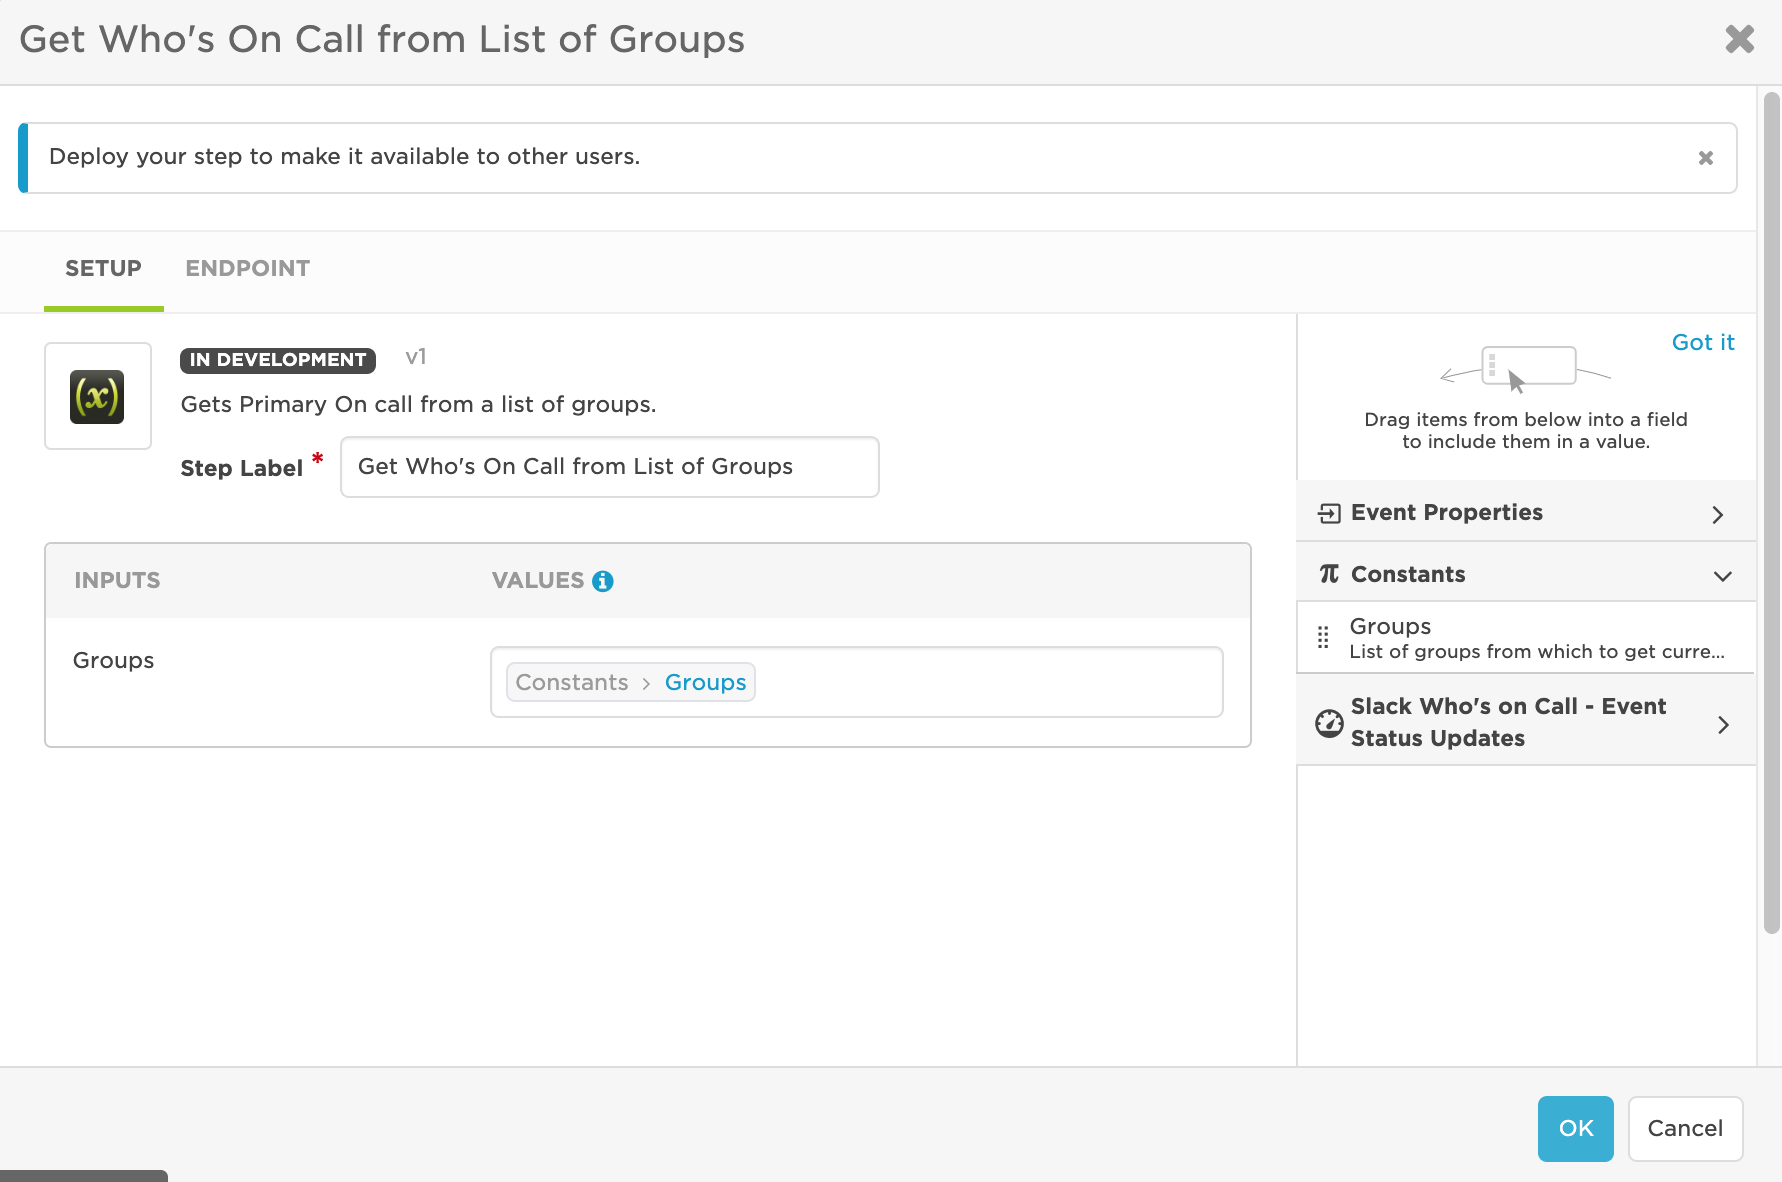 Get Who's On Call from List of Groups
Deploy your step to make it available to other users.
SETUP ENDPOINT
(x)
IN DEVELOPMENT v1
Gets Primary On call from a list of groups.
Step Label * Get Who's On Call from List of Groups
INPUTS VALUES
Groups Constants > Groups
Got it
Drag items from below into a field
to include them in a value.
Event Properties
π Constants
Groups
List of groups from which to get curre...
Slack Who's on Call - Event
Status Updates
OK Cancel